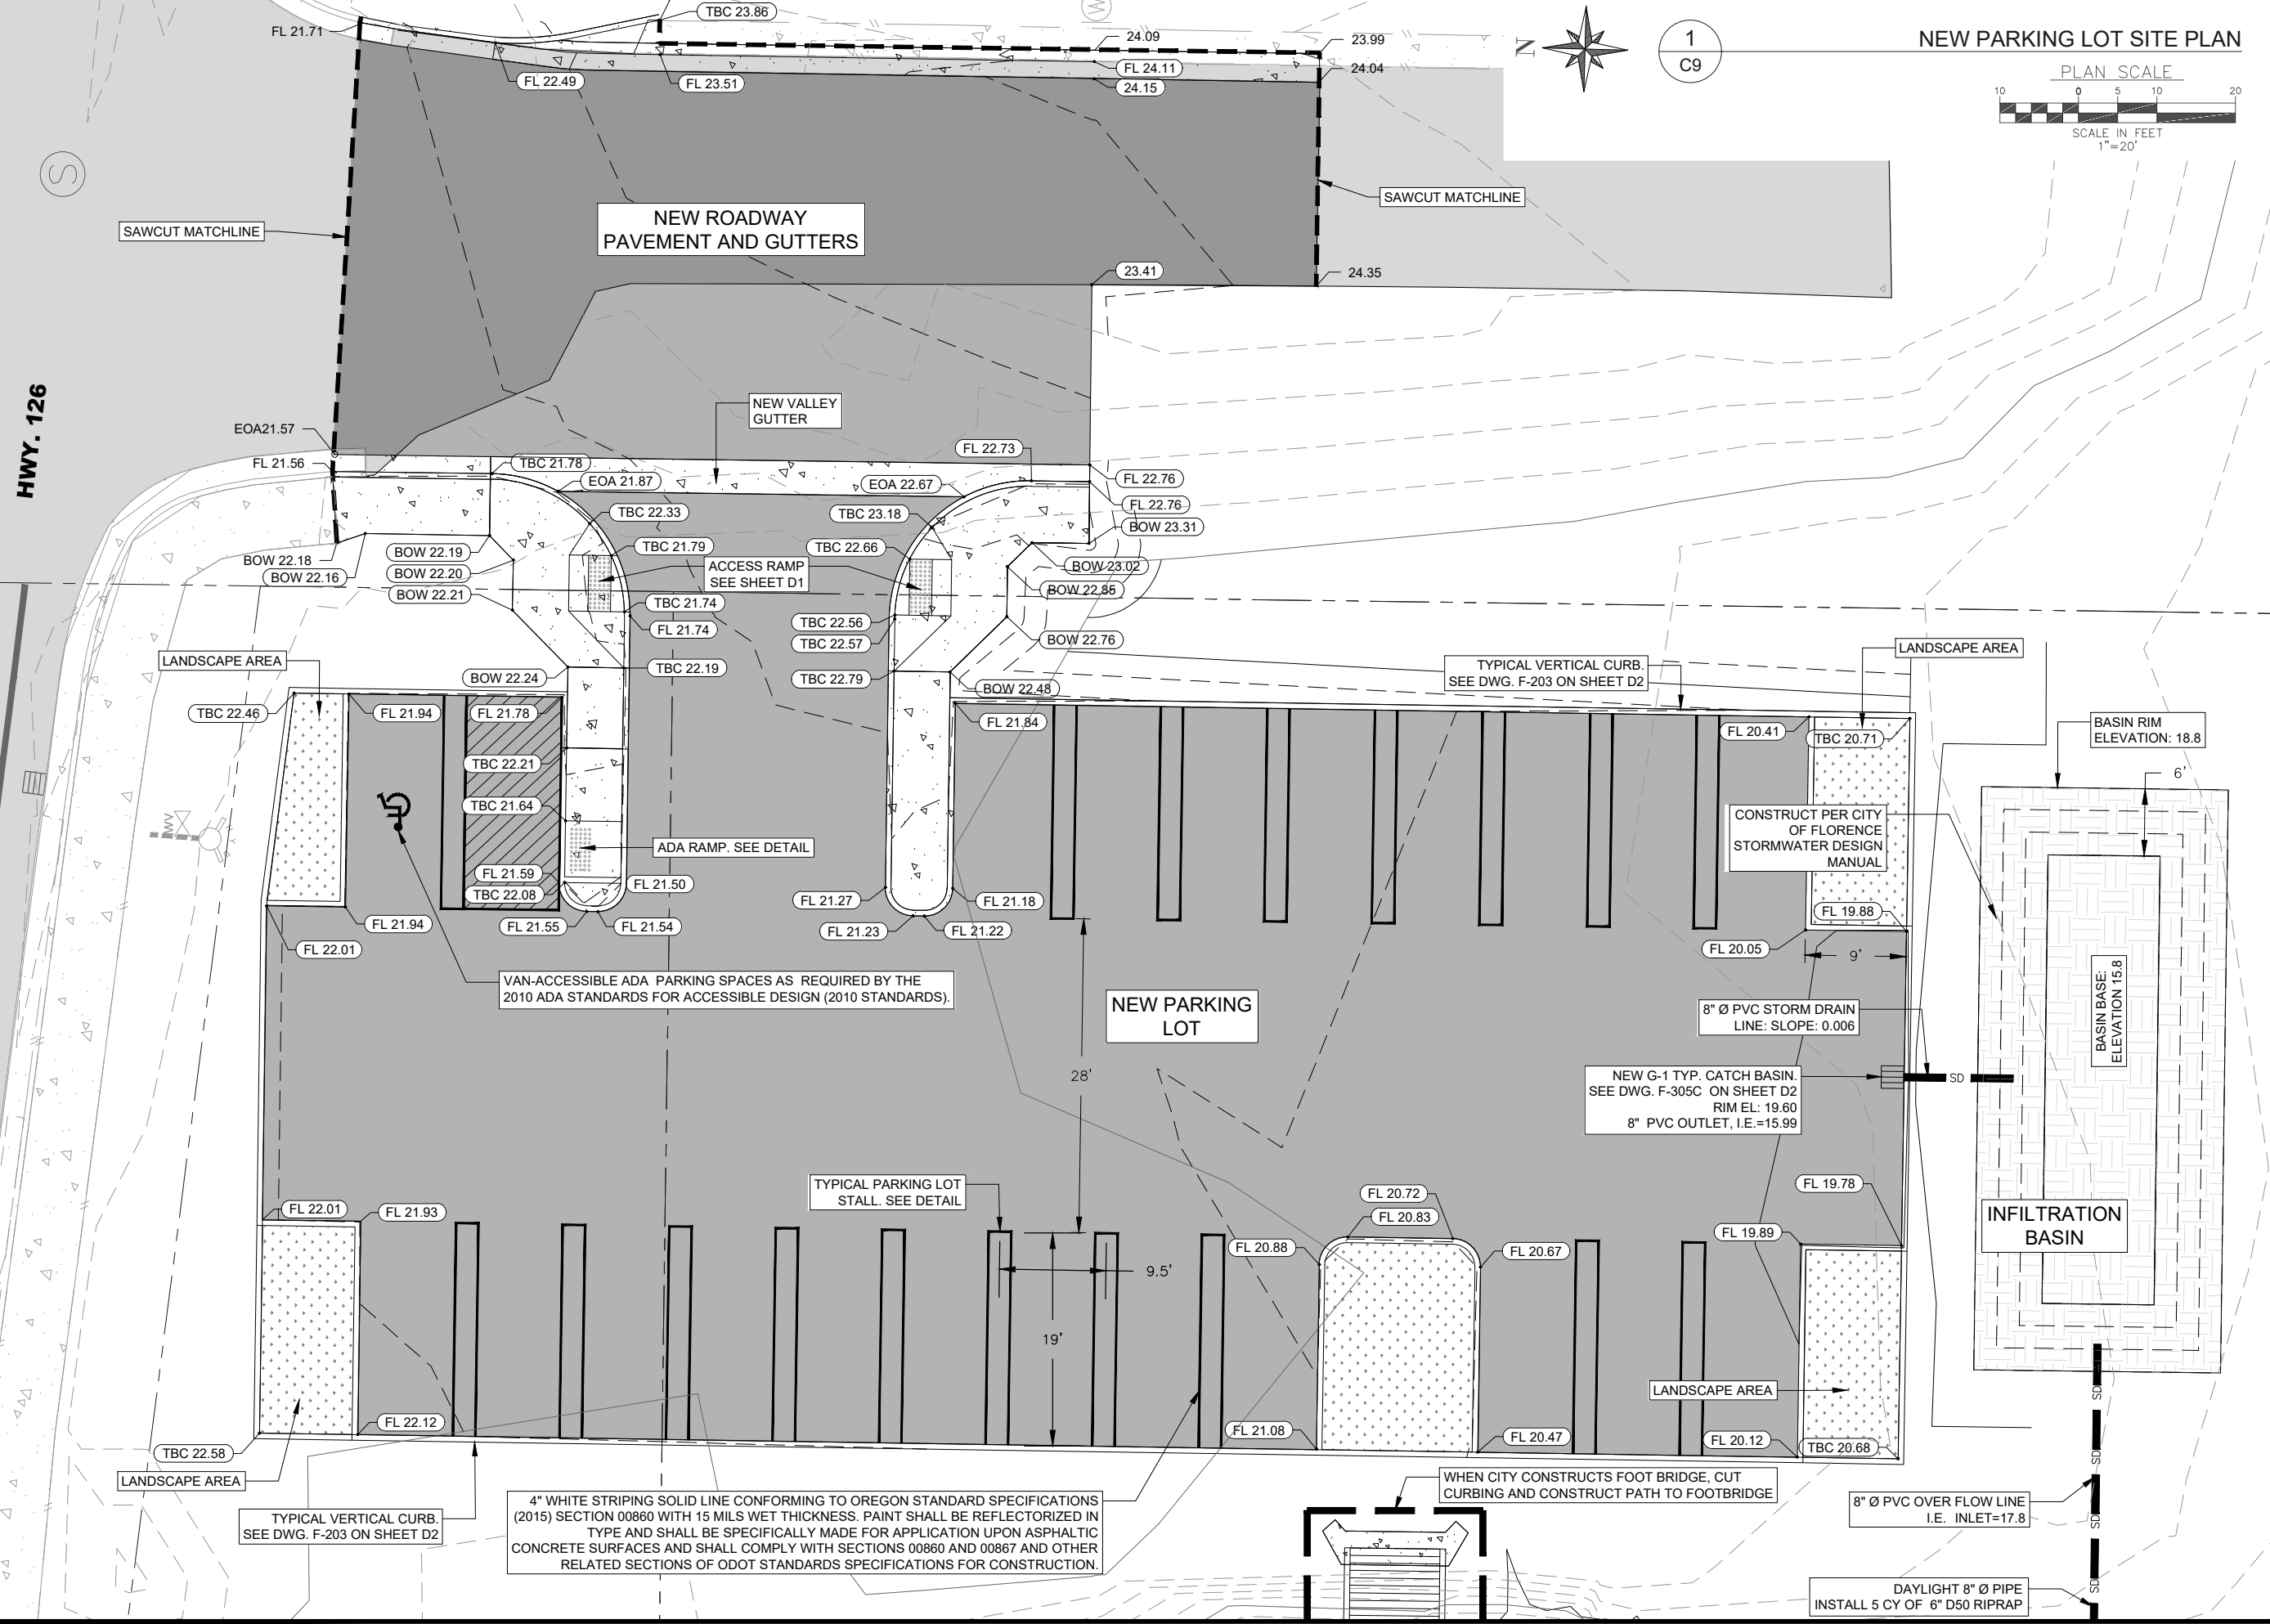 TBC 23.86
FL 21.71
24.09
23.99
FL 22.49
FL 23.51
FL 24.11
24.15
24.04
N
1
C9
NEW PARKING LOT SITE PLAN
PLAN SCALE
10 0 5 10 20
SCALE IN FEET
1"=20'
S
W
SAWCUT MATCHLINE
NEW ROADWAY
PAVEMENT AND GUTTERS
SAWCUT MATCHLINE
23.41
24.35
HWY. 126
NEW VALLEY
GUTTER
EOA21.57
FL 21.56
TBC 21.78
EOA 21.87
FL 22.73
EOA 22.67
FL 22.76
FL 22.76
TBC 22.33
TBC 23.18
BOW 23.31
TBC 21.79
TBC 22.66
BOW 22.18
BOW 22.16
BOW 22.19
BOW 22.20
BOW 22.21
ACCESS RAMP
SEE SHEET D1
BOW 23.02
BOW 22.85
TBC 21.74
FL 21.74
TBC 22.56
TBC 22.57
BOW 22.76
LANDSCAPE AREA
BOW 22.24
TBC 22.19
TBC 22.79
BOW 22.48
TYPICAL VERTICAL CURB.
SEE DWG. F-203 ON SHEET D2
LANDSCAPE AREA
TBC 22.46
FL 21.94
FL 21.78
FL 21.84
FL 20.41
TBC 20.71
BASIN RIM
ELEVATION: 18.8
6'
TBC 22.21
TBC 21.64
WV
ADA RAMP. SEE DETAIL
CONSTRUCT PER CITY
OF FLORENCE
STORMWATER DESIGN
MANUAL
FL 21.59
TBC 22.08
FL 21.50
FL 21.27
FL 21.18
FL 21.94
FL 22.01
FL 21.55
FL 21.54
FL 21.23
FL 21.22
FL 19.88
FL 20.05
9'
VAN-ACCESSIBLE ADA PARKING SPACES AS REQUIRED BY THE
2010 ADA STANDARDS FOR ACCESSIBLE DESIGN (2010 STANDARDS).
NEW PARKING
LOT
8" Ø PVC STORM DRAIN
LINE: SLOPE: 0.006
BASIN BASE:
ELEVATION 15.8
28'
NEW G-1 TYP. CATCH BASIN.
SEE DWG. F-305C ON SHEET D2
RIM EL: 19.60
8" PVC OUTLET, I.E.=15.99
SD
TYPICAL PARKING LOT
STALL. SEE DETAIL
FL 22.01
FL 21.93
FL 20.72
FL 20.83
FL 19.78
FL 20.88
FL 20.67
FL 19.89
INFILTRATION
BASIN
9.5'
19'
LANDSCAPE AREA
FL 22.12
TBC 22.58
FL 21.08
FL 20.47
FL 20.12
TBC 20.68
LANDSCAPE AREA
TYPICAL VERTICAL CURB.
SEE DWG. F-203 ON SHEET D2
4" WHITE STRIPING SOLID LINE CONFORMING TO OREGON STANDARD SPECIFICATIONS
(2015) SECTION 00860 WITH 15 MILS WET THICKNESS. PAINT SHALL BE REFLECTORIZED IN
TYPE AND SHALL BE SPECIFICALLY MADE FOR APPLICATION UPON ASPHALTIC
CONCRETE SURFACES AND SHALL COMPLY WITH SECTIONS 00860 AND 00867 AND OTHER
RELATED SECTIONS OF ODOT STANDARDS SPECIFICATIONS FOR CONSTRUCTION.
WHEN CITY CONSTRUCTS FOOT BRIDGE, CUT
CURBING AND CONSTRUCT PATH TO FOOTBRIDGE
SD
SD
SD
SD
8" Ø PVC OVER FLOW LINE
I.E. INLET=17.8
DAYLIGHT 8" Ø PIPE
INSTALL 5 CY OF 6" D50 RIPRAP